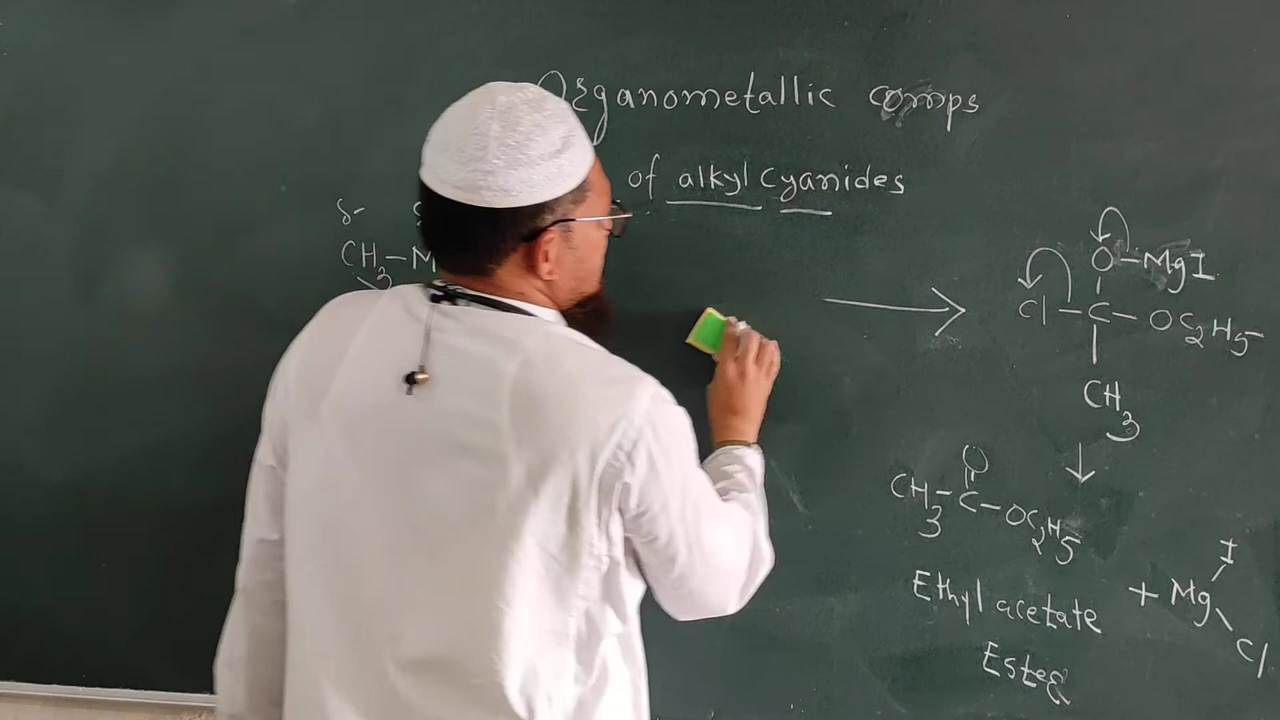 Organometallic comps
of alkyl cyanides
δ-
CH3-M
O-MgI
Cl-C-OC2H5
CH3
O
CH3-C-OC2H5
Ethyl acetate
Ester
+ Mg
I
Cl